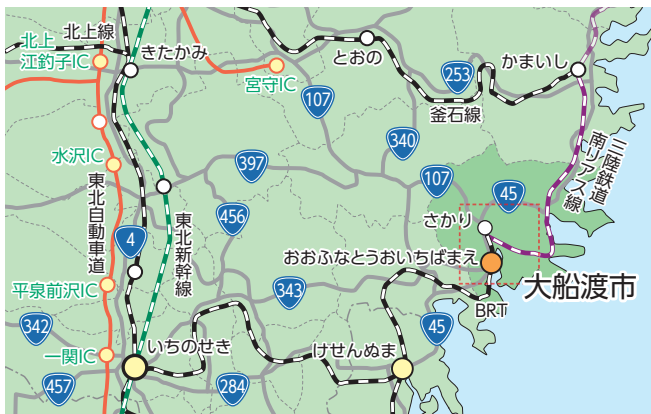 北上線
北上
江釣子IC
きたかみ
とおの
宮守IC
253
かまいし
107
釜石線
三陸鉄道
南リアス線
340
水沢IC
397
107
45
東北自動車道
456
さかり
4
東北新幹線
おおふなとうおいちばまえ
大船渡市
平泉前沢IC
343
BRT
342
いちのせき
けせんぬま
45
一関IC
457
284